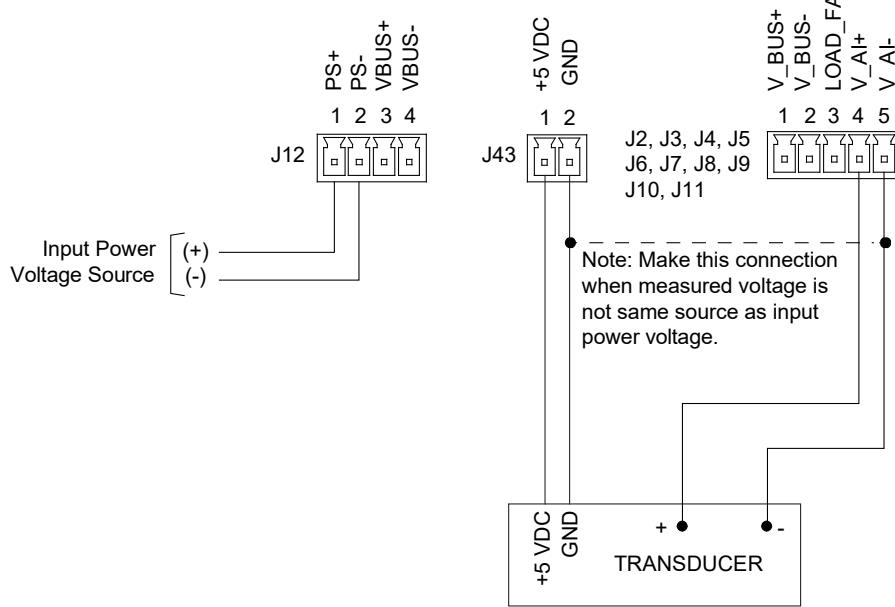 PS+
PS-
VBUS+
VBUS-
1 2 3 4
J12
+5 VDC
GND
1 2
J43
V_BUS+
V_BUS-
V_AI+
V_AI-
1 2 3 4 5
J2, J3, J4, J5
J6, J7, J8, J9
J10, J11
Input Power (+)
Voltage Source (-)
Note: Make this connection
when measured voltage is
not same source as input
power voltage.
+5 VDC
GND
+ -
TRANSDUCER